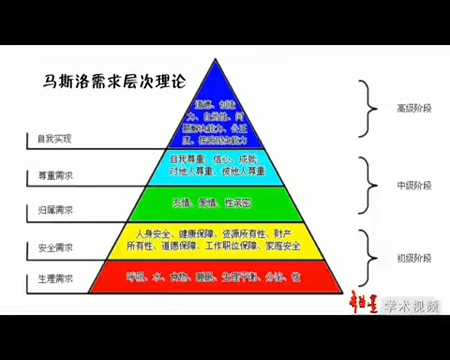 马斯洛需求层次理论
道德、创造
力、自觉性、问
题解决能力、公正
度、接受现实能力
高级阶段
自我实现
自我尊重、信心、成就、
对他人尊重、被他人尊重
尊重需求
中级阶段
友情、爱情、性亲密
归属需求
人身安全、健康保障、资源所有性、财产
所有性、道德保障、工作职位保障、家庭安全
安全需求
初级阶段
呼吸、水、食物、睡眠、生理平衡、分泌、性
生理需求
学术视频